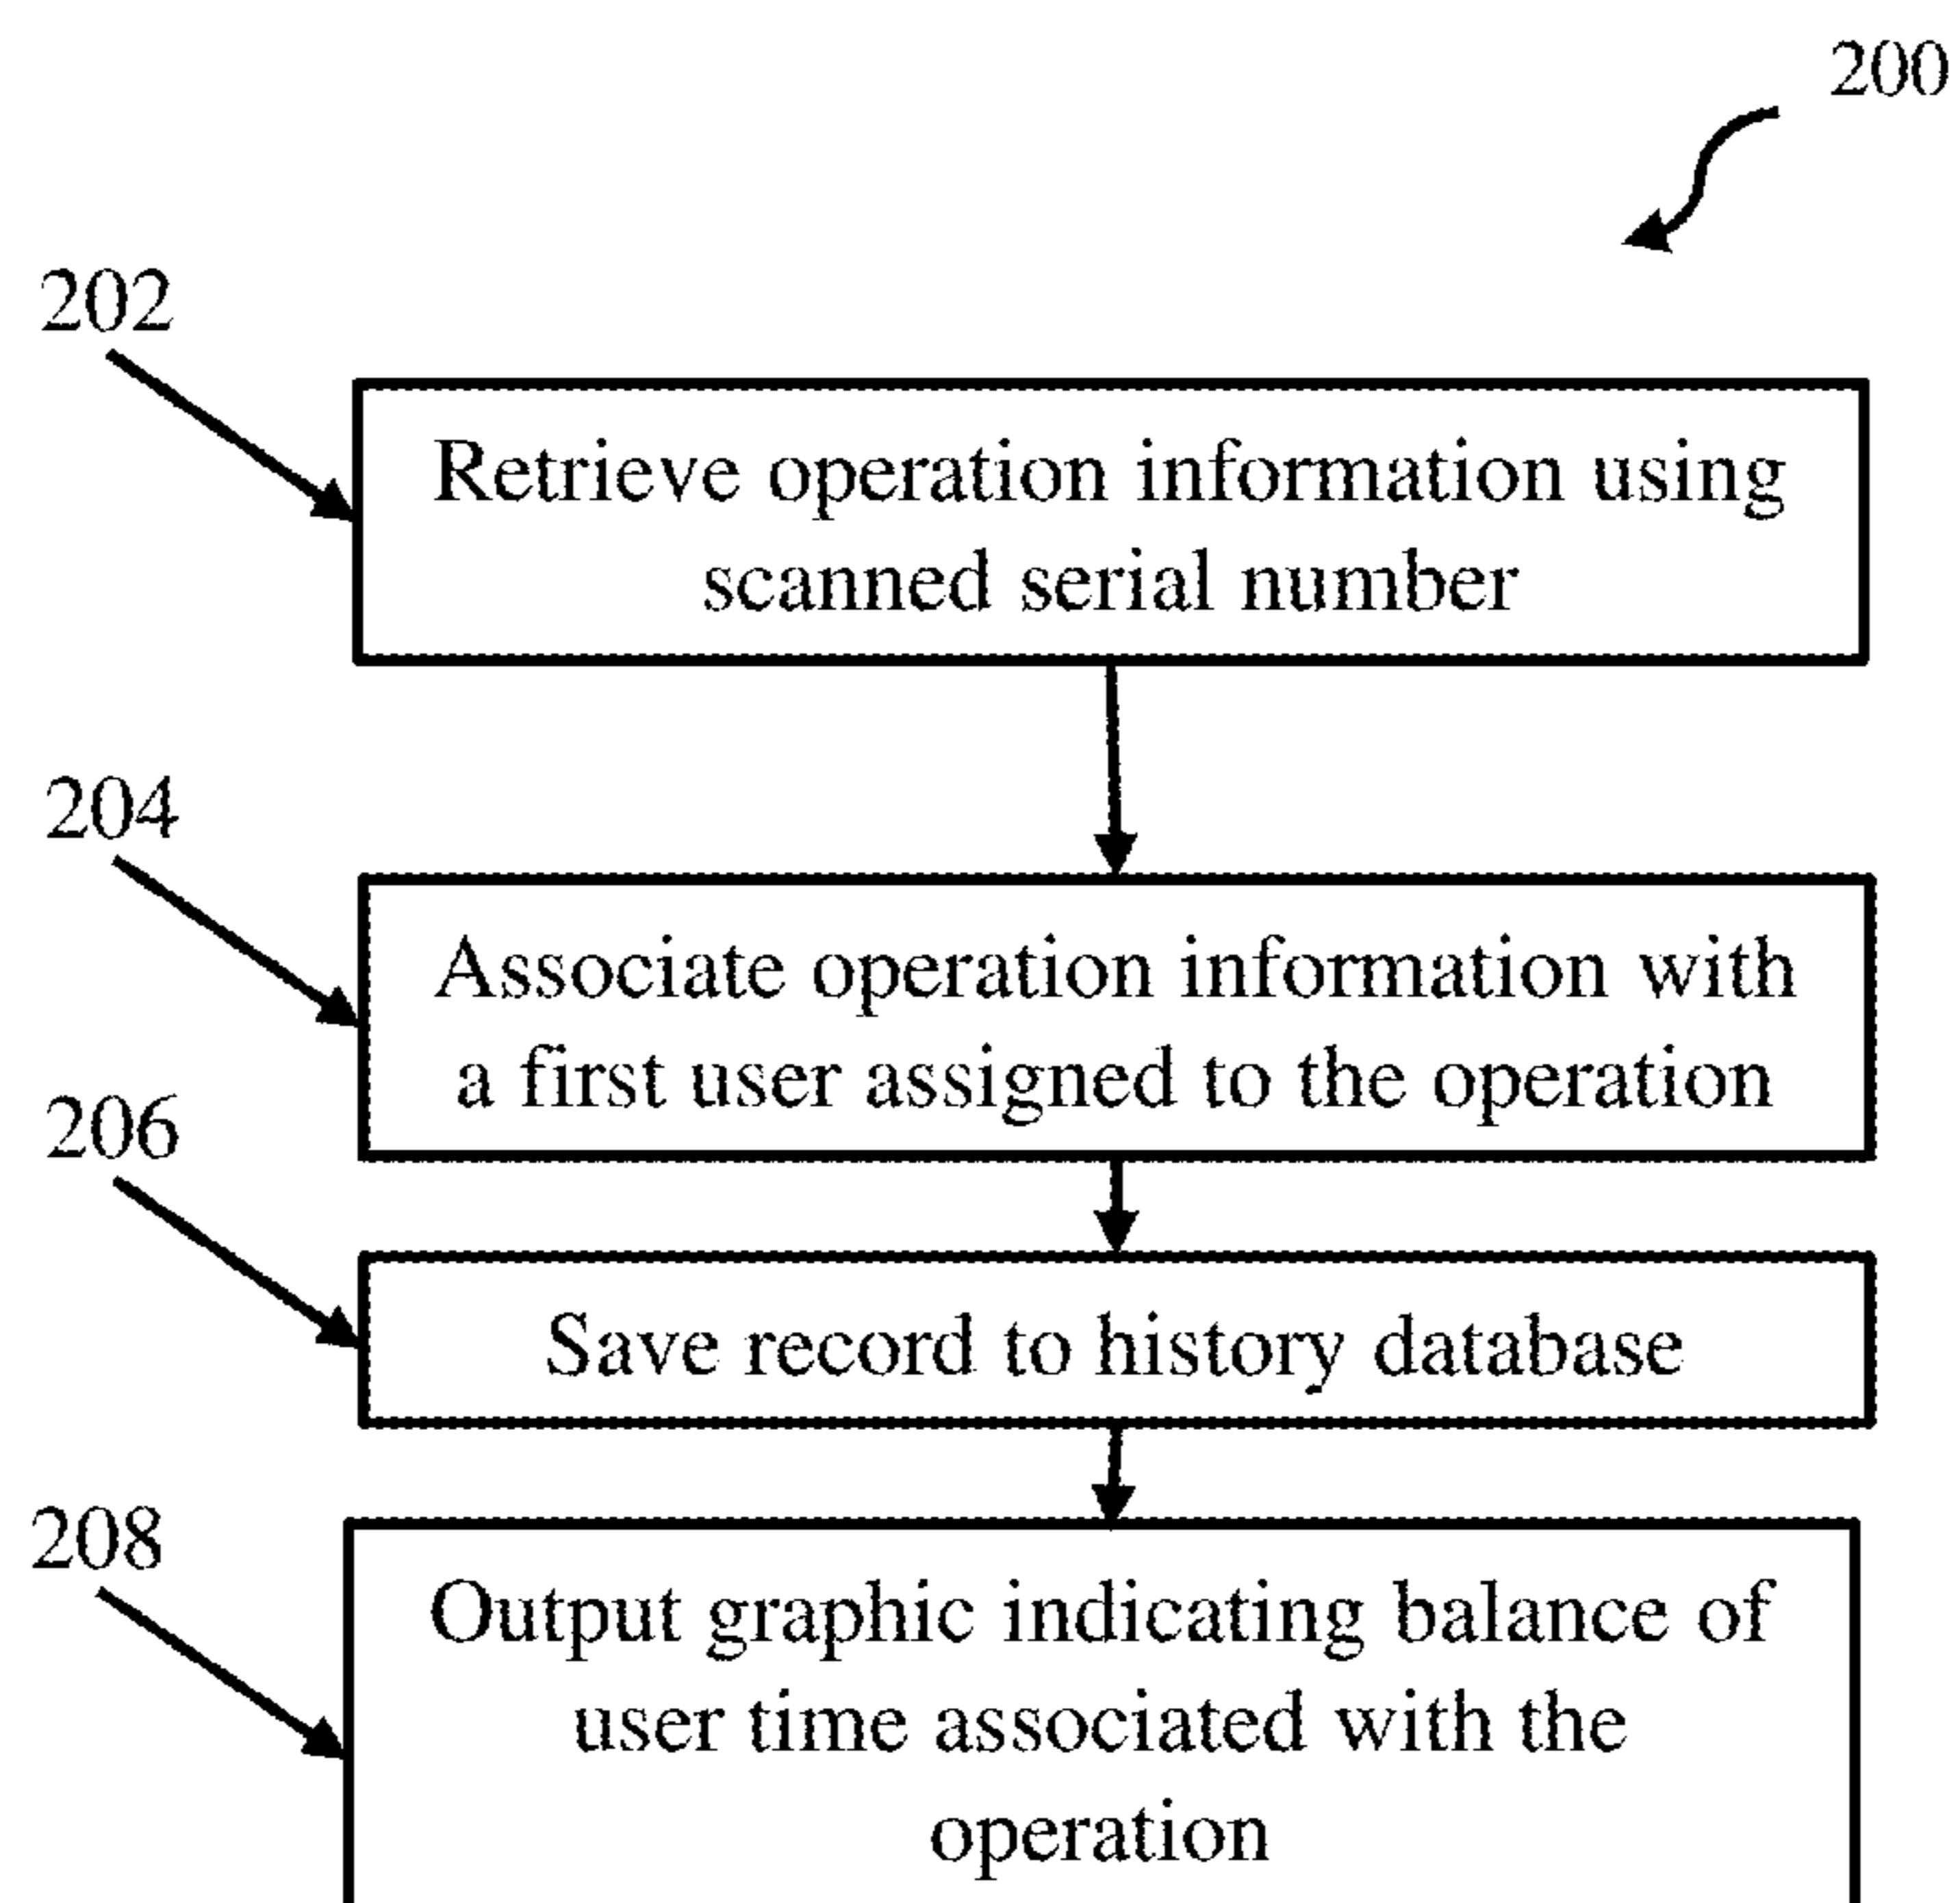 200
202
Retrieve operation information using
scanned serial number
204
Associate operation information with
a first user assigned to the operation
206
Save record to history database
208
Output graphic indicating balance of
user time associated with the
operation